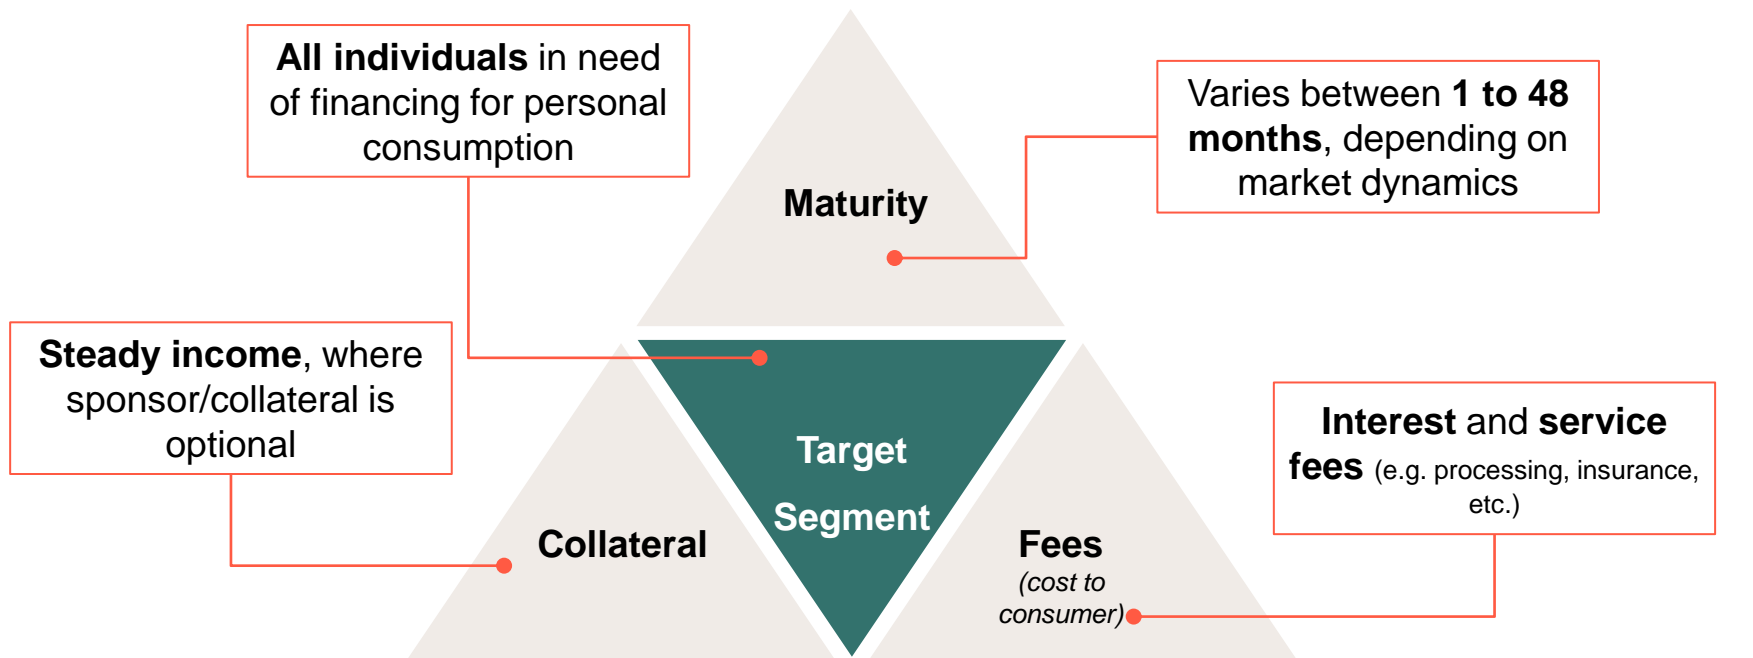 All individuals in need
of financing for personal
consumption
Varies between 1 to 48
months, depending on
market dynamics
Maturity
Steady income, where
sponsor/collateral is
optional
Target
Segment
Interest and service
fees (e.g. processing, insurance,
etc.)
Collateral
Fees
(cost to
consumer)